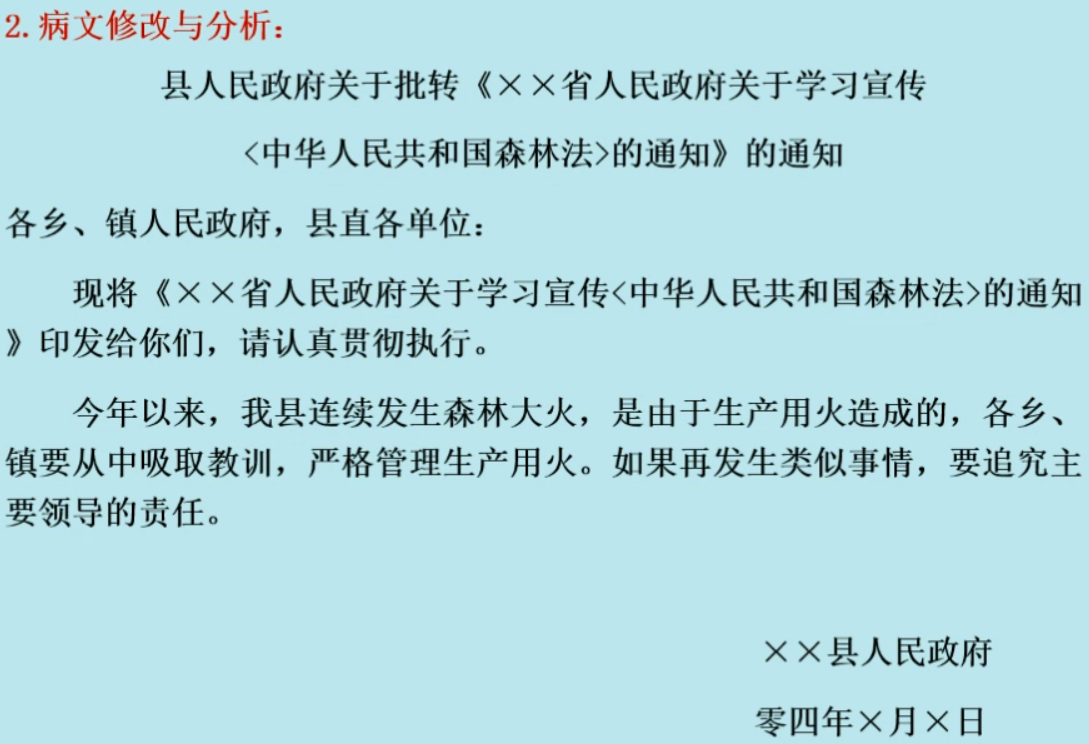 2.病文修改与分析：
县人民政府关于批转《××省人民政府关于学习宣传
<中华人民共和国森林法>的通知》的通知
各乡、镇人民政府，县直各单位：
现将《××省人民政府关于学习宣传<中华人民共和国森林法>的通知
》印发给你们，请认真贯彻执行。
今年以来，我县连续发生森林大火，是由于生产用火造成的，各乡、
镇要从中吸取教训，严格管理生产用火。如果再发生类似事情，要追究主
要领导的责任。
××县人民政府
零四年×月×日